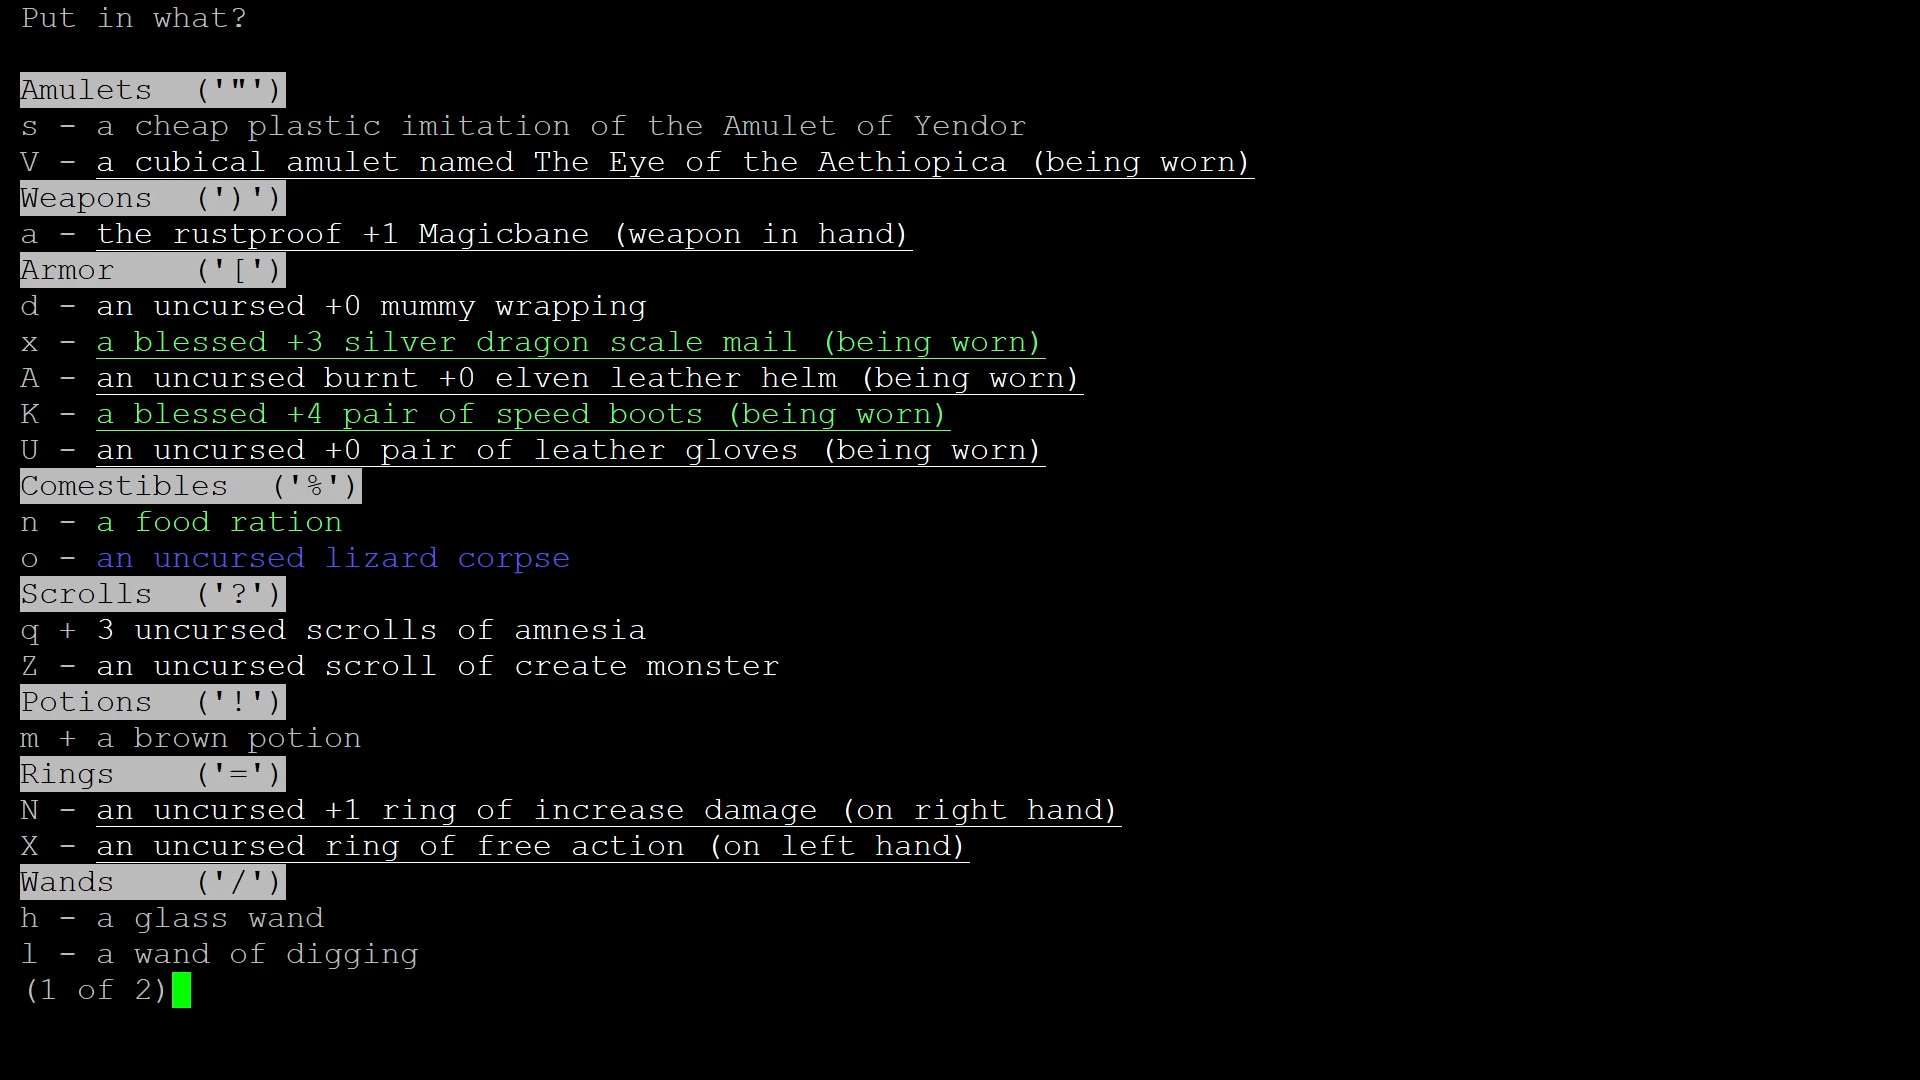 Put in what?
Amulets  ('"')
s - a cheap plastic imitation of the Amulet of Yendor
V - a cubical amulet named The Eye of the Aethiopica (being worn)
Weapons  (')')
a - the rustproof +1 Magicbane (weapon in hand)
Armor    ('[')
d - an uncursed +0 mummy wrapping
x - a blessed +3 silver dragon scale mail (being worn)
A - an uncursed burnt +0 elven leather helm (being worn)
K - a blessed +4 pair of speed boots (being worn)
U - an uncursed +0 pair of leather gloves (being worn)
Comestibles  ('%')
n - a food ration
o - an uncursed lizard corpse
Scrolls  ('?')
q + 3 uncursed scrolls of amnesia
Z - an uncursed scroll of create monster
Potions  ('!')
m + a brown potion
Rings    ('=')
N - an uncursed +1 ring of increase damage (on right hand)
X - an uncursed ring of free action (on left hand)
Wands    ('/')
h - a glass wand
l - a wand of digging
(1 of 2)